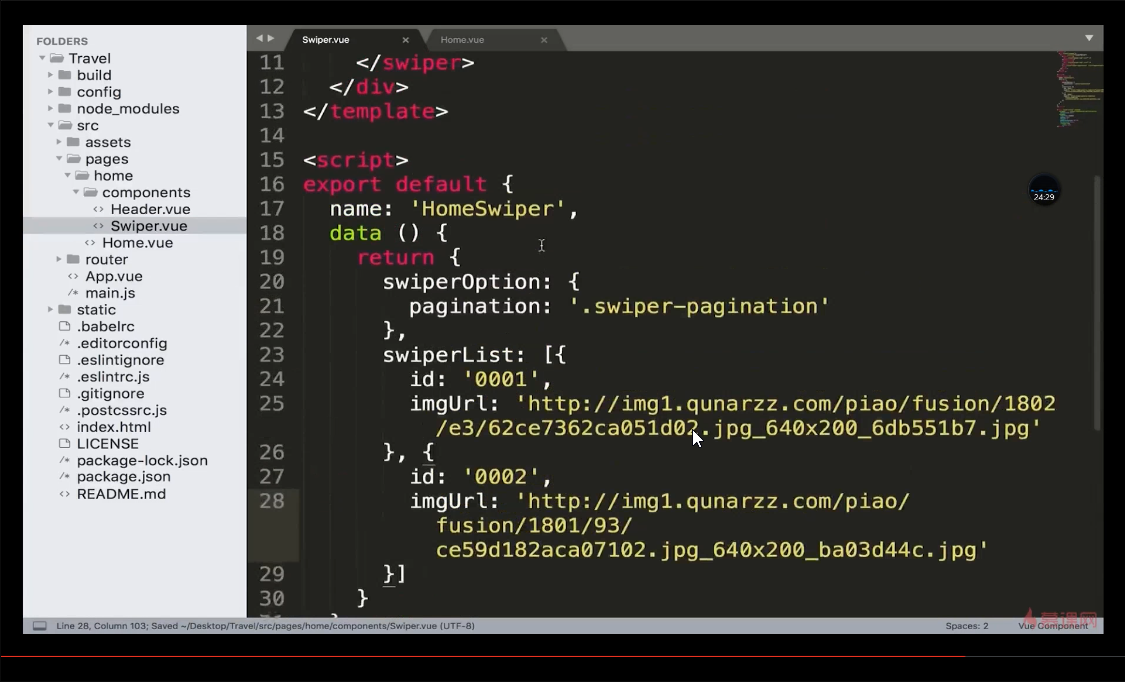 FOLDERS
Travel
build
config
node_modules
src
assets
pages
home
components
Header.vue
Swiper.vue
Home.vue
router
App.vue
main.js
static
.babelrc
.editorconfig
.eslintignore
.eslintrc.js
.gitignore
.postcssrc.js
index.html
LICENSE
package-lock.json
package.json
README.md
Swiper.vue × Home.vue ×
11 </swiper>
12 </div>
13 </template>
14
15 <script>
16 export default {
17 name: 'HomeSwiper',
18 data () {
19 return {
20 swiperOption: {
21 pagination: '.swiper-pagination'
22 },
23 swiperList: [{
24 id: '0001',
25 imgUrl: 'http://img1.qunarzz.com/piao/fusion/1802
/e3/62ce7362ca051d02.jpg_640x200_6db551b7.jpg'
26 }, {
27 id: '0002',
28 imgUrl: 'http://img1.qunarzz.com/piao/
fusion/1801/93/
ce59d182aca07102.jpg_640x200_ba03d44c.jpg'
29 }]
30 }
24:29
Line 28, Column 103; Saved ~/Desktop/Travel/src/pages/home/components/Swiper.vue (UTF-8)
Spaces: 2
Vue Component
慕课网